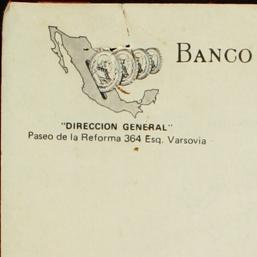 BANCO
"DIRECCION GENERAL"
Paseo de la Reforma 364 Esq. Varsovia